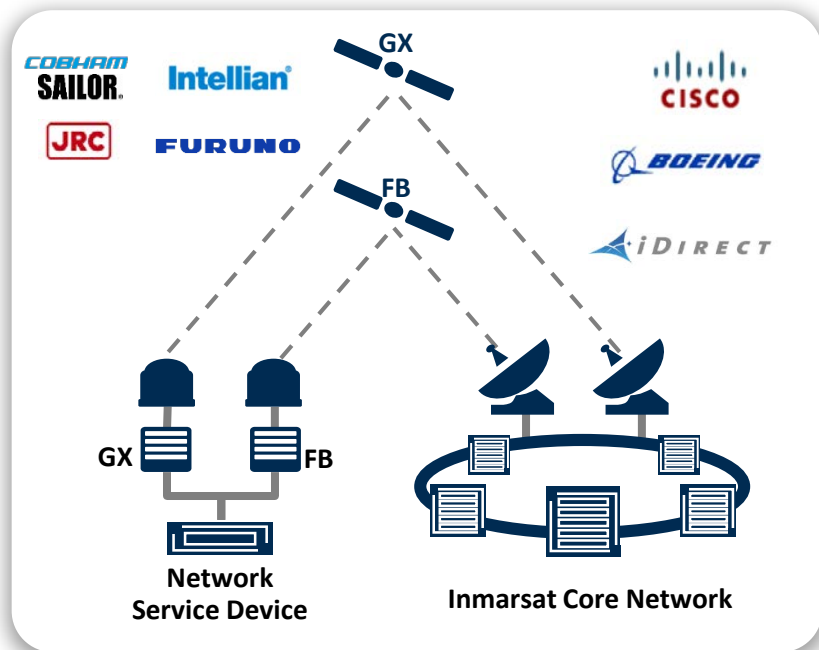 COBHAM
SAILOR
Intellian
JRC
FURUNO
GX
CISCO
BOEING
iDIRECT
FB
GX
FB
Network
Service Device
Inmarsat Core Network